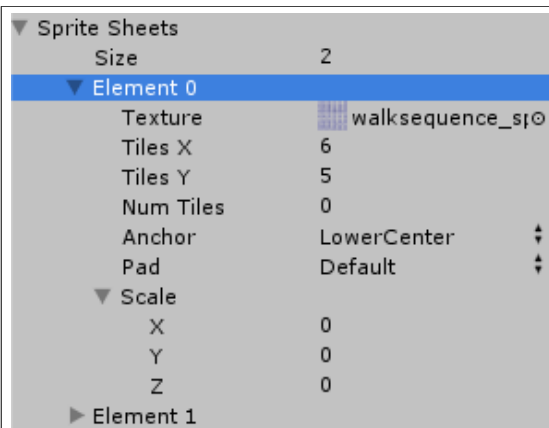 Sprite Sheets
Size 2
Element 0
Texture walksequence_sp
Tiles X 6
Tiles Y 5
Num Tiles 0
Anchor LowerCenter
Pad Default
Scale
X 0
Y 0
Z 0
Element 1